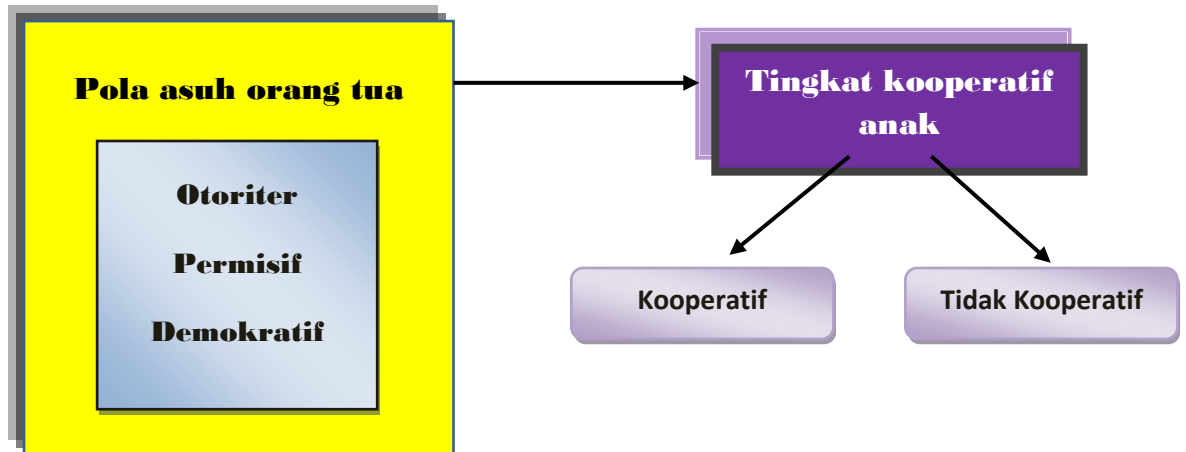 Pola asuh orang tua
Otoriter
Permisif
Demokratif
Tingkat kooperatif
anak
Kooperatif
Tidak Kooperatif